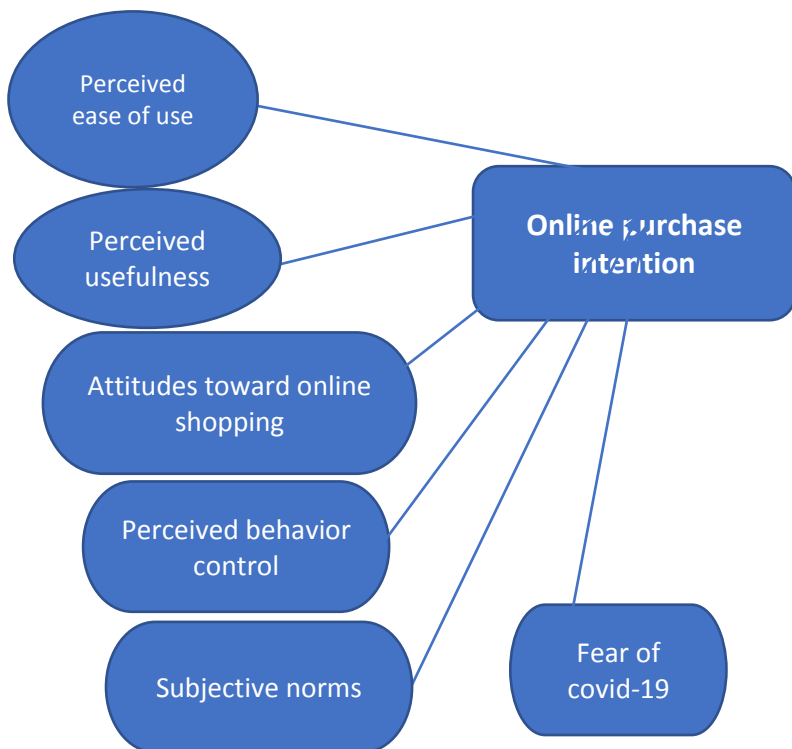 Perceived
ease of use
Perceived
usefulness
Online purchase
intention
Attitudes toward online
shopping
Perceived behavior
control
Subjective norms
Fear of
covid-19